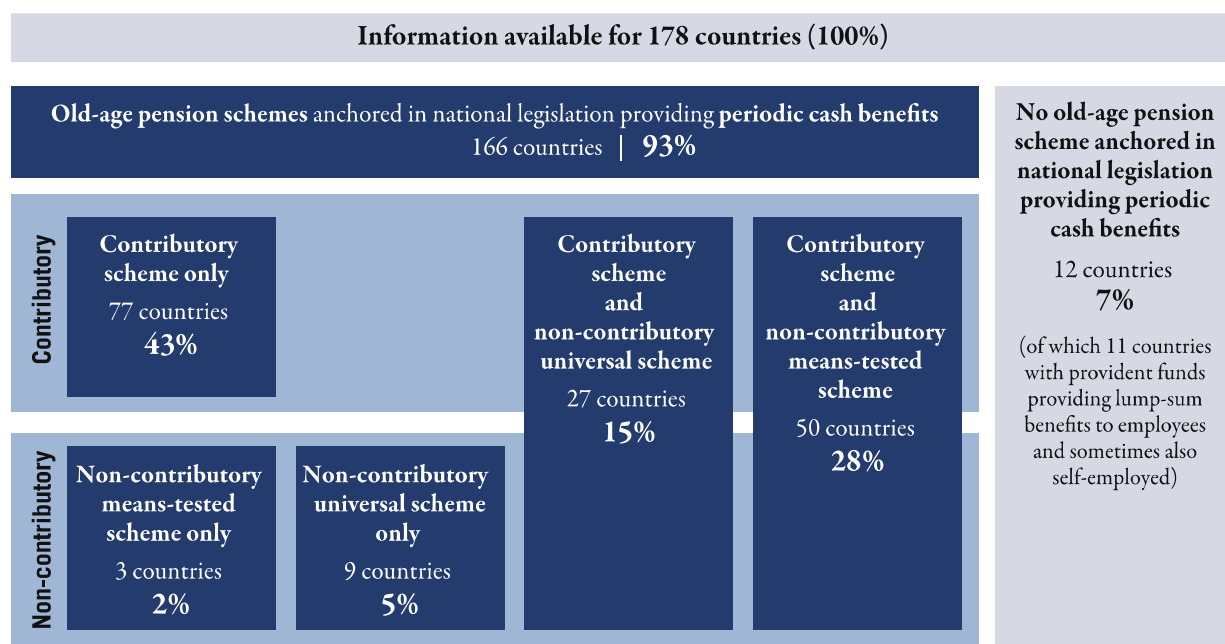 Information available for 178 countries (100%)
Old-age pension schemes anchored in national legislation providing periodic cash benefits
166 countries | 93%
Contributory
Contributory
scheme only
77 countries
43%
Contributory
scheme
and
non-contributory
universal scheme
27 countries
15%
Contributory
scheme
and
non-contributory
means-tested
scheme
50 countries
28%
Non-contributory
Non-contributory
means-tested
scheme only
3 countries
2%
Non-contributory
universal scheme
only
9 countries
5%
No old-age pension
scheme anchored in
national legislation
providing periodic
cash benefits
12 countries
7%
(of which 11 countries
with provident funds
providing lump-sum
benefits to employees
and sometimes also
self-employed)